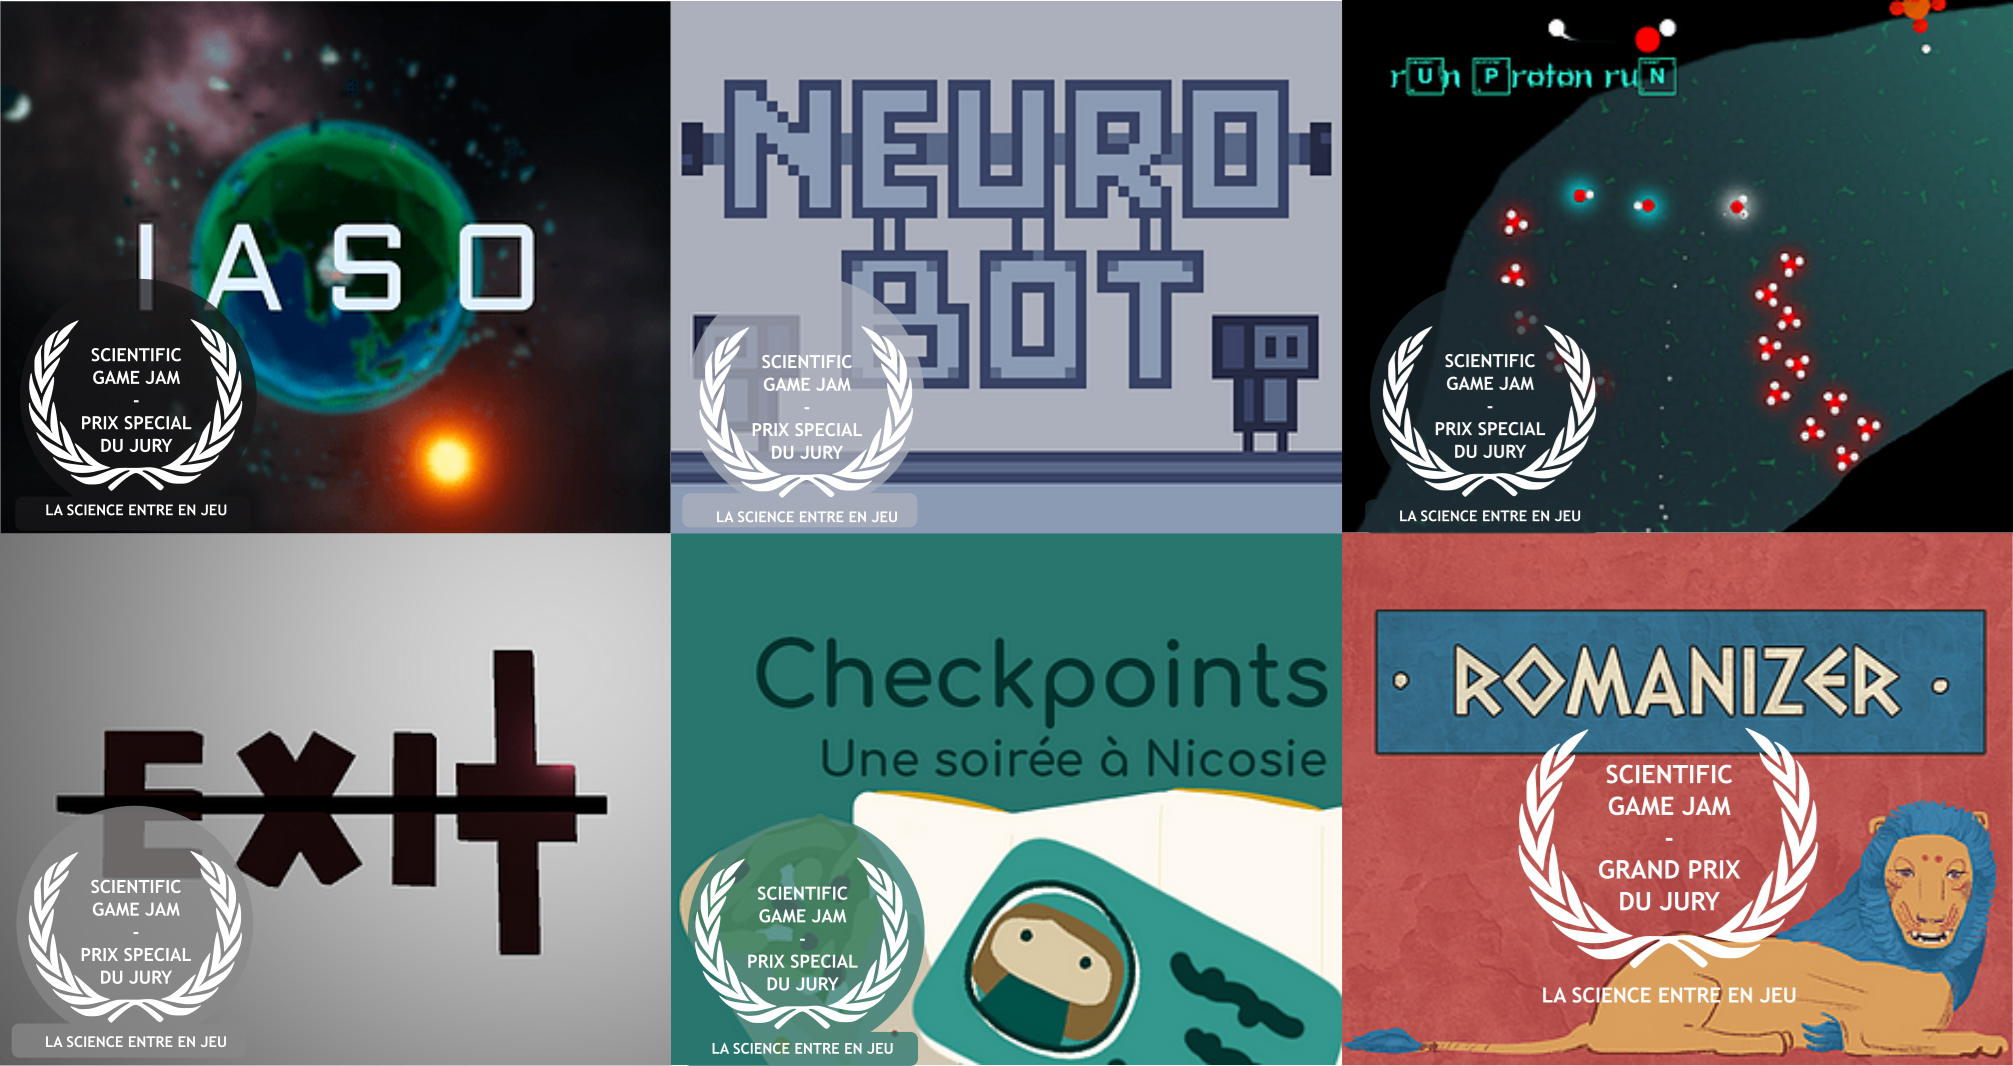 IASO
SCIENTIFIC
GAME JAM
-
PRIX SPECIAL
DU JURY
LA SCIENCE ENTRE EN JEU
NEURO
BOT
SCIENTIFIC
GAME JAM
-
PRIX SPECIAL
DU JURY
LA SCIENCE ENTRE EN JEU
rUn Proton ruN
SCIENTIFIC
GAME JAM
-
PRIX SPECIAL
DU JURY
LA SCIENCE ENTRE EN JEU
EXIT
SCIENTIFIC
GAME JAM
-
PRIX SPECIAL
DU JURY
LA SCIENCE ENTRE EN JEU
Checkpoints
Une soirée à Nicosie
SCIENTIFIC
GAME JAM
-
PRIX SPECIAL
DU JURY
LA SCIENCE ENTRE EN JEU
• ROMANIZER •
SCIENTIFIC
GAME JAM
-
GRAND PRIX
DU JURY
LA SCIENCE ENTRE EN JEU